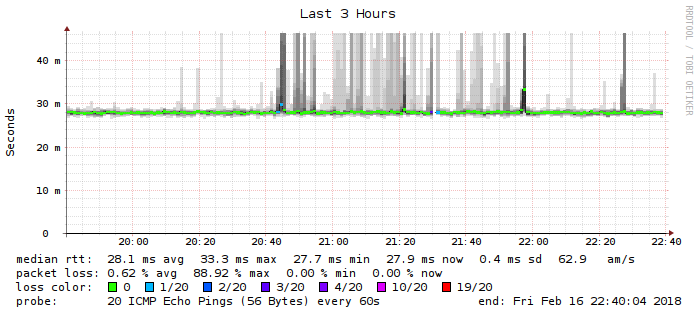 Last 3 Hours
RRDTOOL / TOBI OETIKER
Seconds
40 m
30 m
20 m
10 m
0
20:00 20:20 20:40 21:00 21:20 21:40 22:00 22:20 22:40
median rtt: 28.1 ms avg 33.3 ms max 27.7 ms min 27.9 ms now 0.4 ms sd 62.9 am/s
packet loss: 0.62 % avg 88.92 % max 0.00 % min 0.00 % now
loss color: 0 1/20 2/20 3/20 4/20 10/20 19/20
probe: 20 ICMP Echo Pings (56 Bytes) every 60s end: Fri Feb 16 22:40:04 2018